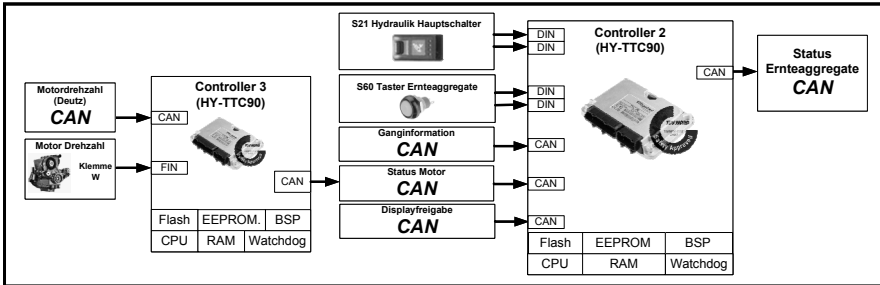 Motordrehzahl
(Deutz)
CAN
Motor Drehzahl
Klemme
W
Controller 3
(HY-TTC90)
CAN
FIN
CAN
Flash EEPROM. BSP
CPU RAM Watchdog
S21 Hydraulik Hauptschalter
S60 Taster Ernteaggregate
Ganginformation
CAN
Status Motor
CAN
Displayfreigabe
CAN
Controller 2
(HY-TTC90)
DIN
DIN
DIN
DIN
CAN
CAN
CAN
CAN
Flash EEPROM BSP
CPU RAM Watchdog
Status
Ernteaggregate
CAN